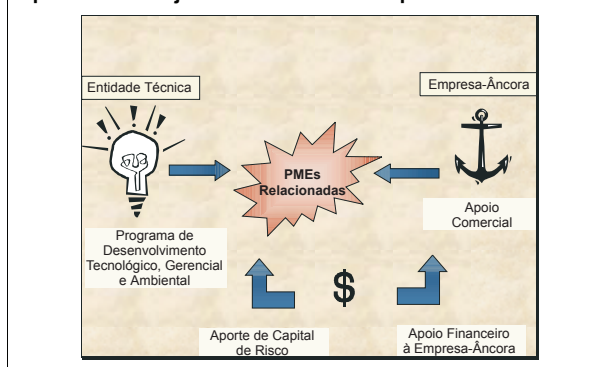 Entidade Técnica
Empresa-Âncora
PMEs
Relacionadas
Apoio
Comercial
Programa de
Desenvolvimento
Tecnológico, Gerencial
e Ambiental
$
Aporte de Capital
de Risco
Apoio Financeiro
à Empresa-Âncora